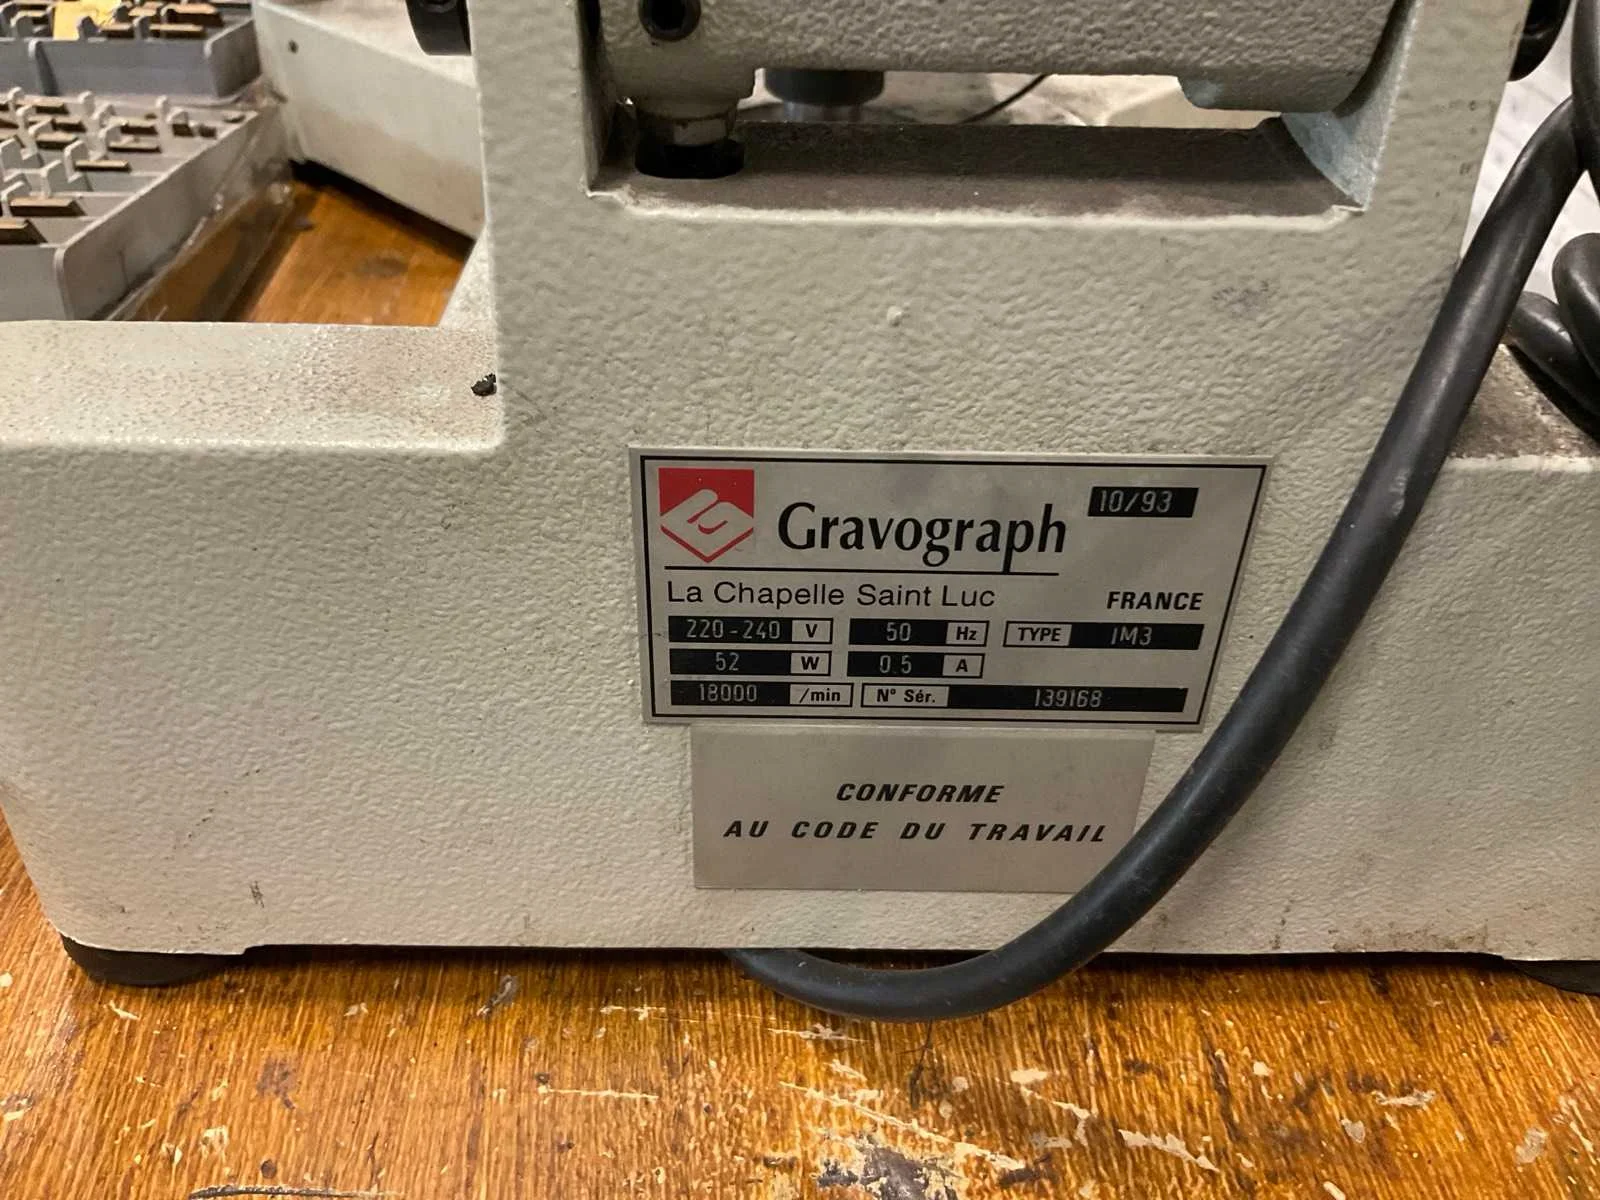 Gravograph 10/93
La Chapelle Saint Luc FRANCE
220-240 V 50 Hz TYPE IM3
52 W 0.5 A
18000 /min N° Sér. 139168
CONFORME
AU CODE DU TRAVAIL